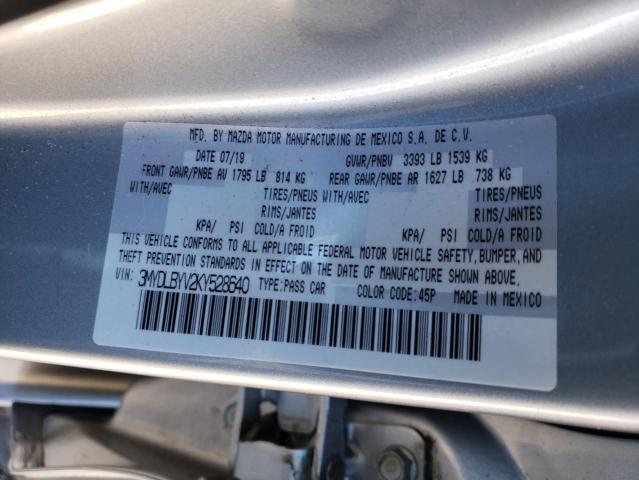 MFD. BY MAZDA MOTOR MANUFACTURING DE MEXICO S.A. DE C.V.
DATE 07/19 GVWR/PNBV 3393 LB 1539 KG
FRONT GAWR/PNBE AV 1795 LB 814 KG REAR GAWR/PNBE AR 1627 LB 738 KG
WITH/AVEC TIRES/PNEUS WITH/AVEC TIRES/PNEUS
RIMS/JANTES RIMS/JANTES
KPA/ PSI COLD/A FROID KPA/ PSI COLD/A FROID
THIS VEHICLE CONFORMS TO ALL APPLICABLE FEDERAL MOTOR VEHICLE SAFETY, BUMPER, AND
THEFT PREVENTION STANDARDS IN EFFECT ON THE DATE OF MANUFACTURE SHOWN ABOVE.
VIN: 3MYDLBYV2KY528640 TYPE:PASS CAR COLOR CODE:45P MADE IN MEXICO